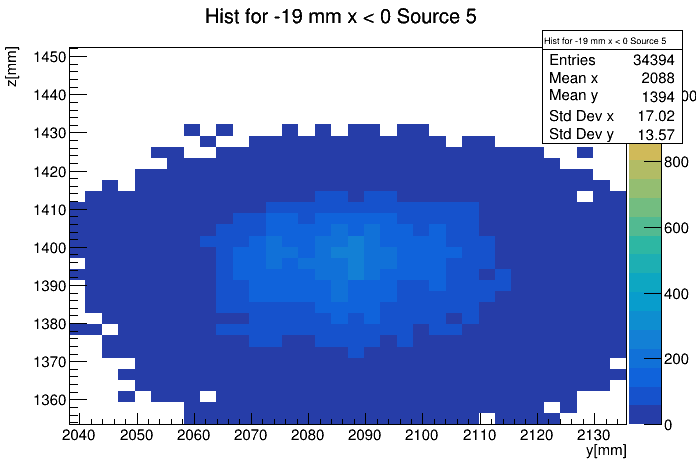 Hist for -19 mm x < 0 Source 5
Hist for -19 mm x < 0 Source 5
Entries 34394
Mean x 2088
Mean y 1394
Std Dev x 17.02
Std Dev y 13.57
z[mm]
1450
1440
1430
1420
1410
1400
1390
1380
1370
1360
2040 2050 2060 2070 2080 2090 2100 2110 2120 2130
y[mm]
800
600
400
200
0